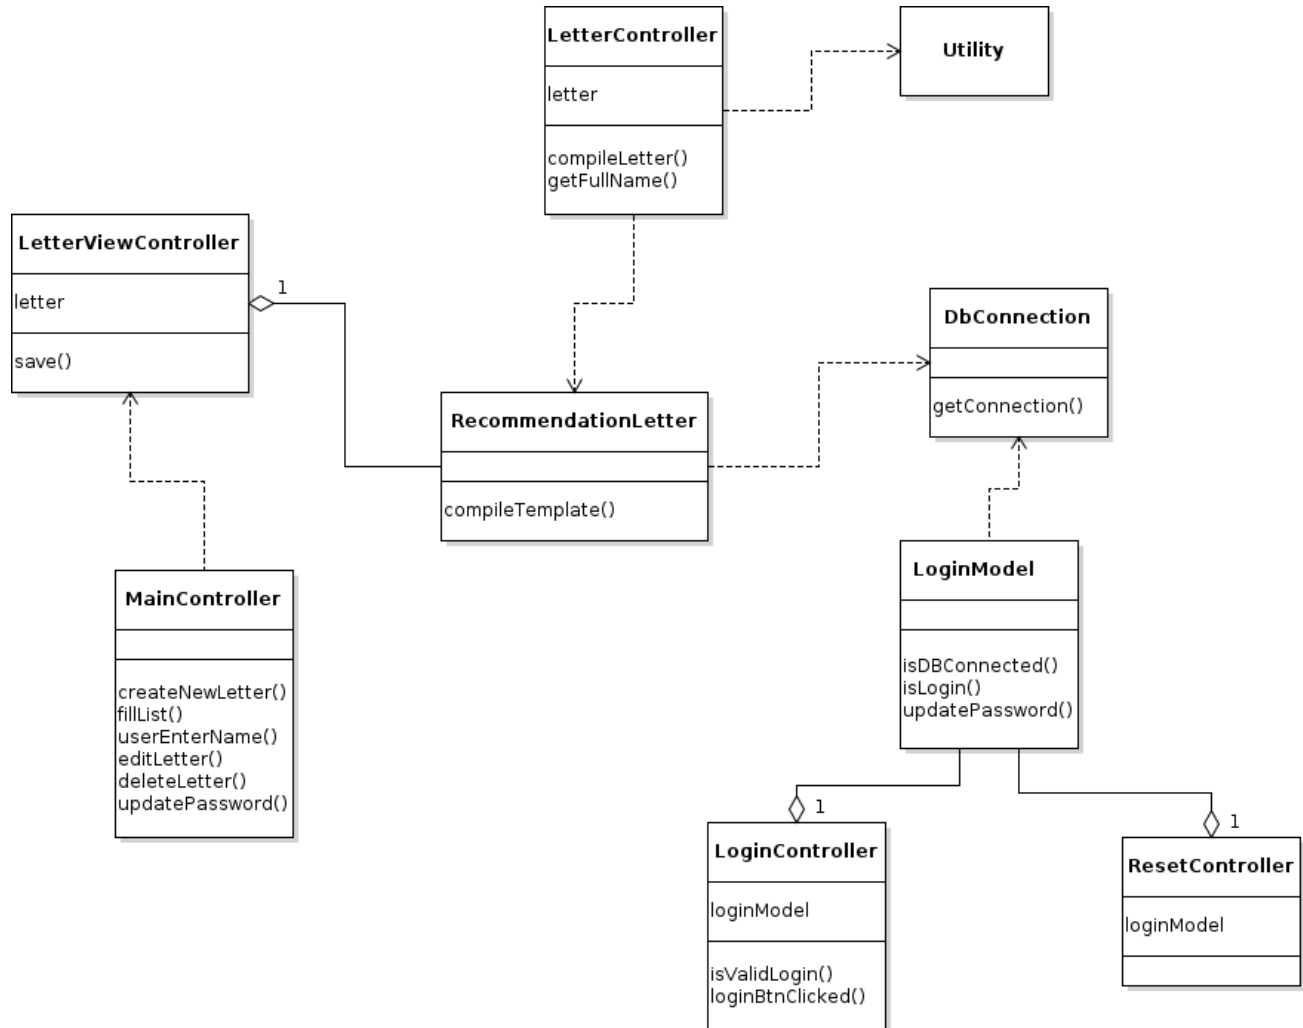 LetterController
letter
compileLetter()
getFullName()
Utility
LetterViewController
letter
save()
1
DbConnection
getConnection()
RecommendationLetter
compileTemplate()
MainController
createNewLetter()
fillList()
userEnterName()
editLetter()
deleteLetter()
updatePassword()
LoginModel
isDBConnected()
isLogin()
updatePassword()
1
LoginController
loginModel
isValidLogin()
loginBtnClicked()
1
ResetController
loginModel